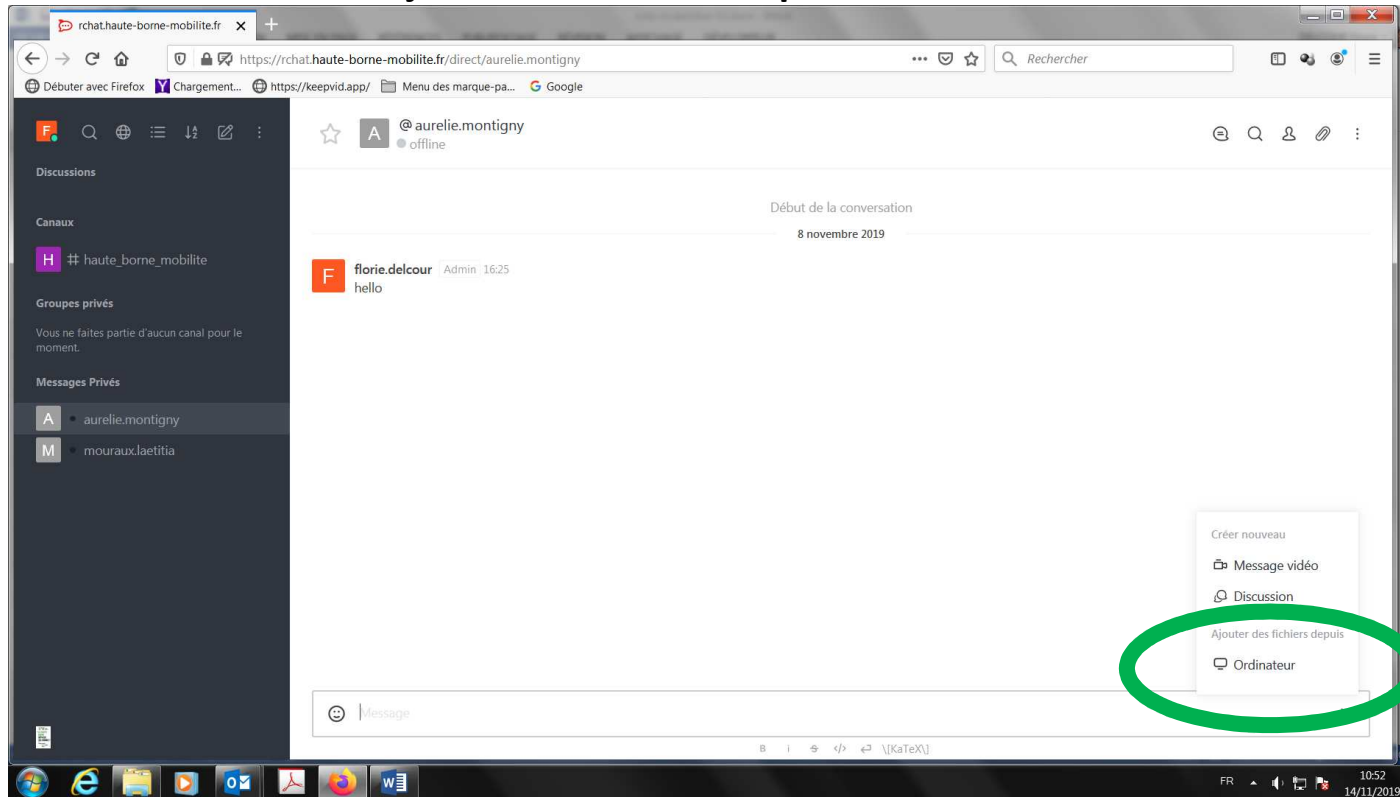 rchat.haute-borne-mobilite.fr
https://rchat.haute-borne-mobilite.fr/direct/aurelie.montigny
Rechercher
Débuter avec Firefox Chargement... https://keepvid.app/ Menu des marque-pa... Google
F
A @ aurelie.montigny
offline
Discussions
Canaux
H # haute_borne_mobilite
Groupes privés
Vous ne faites partie d'aucun canal pour le
moment.
Messages Privés
A aurelie.montigny
M mouraux.laetitia
Début de la conversation
8 novembre 2019
F florie.delcour Admin 16:25
hello
Créer nouveau
Message vidéo
Discussion
Ajouter des fichiers depuis
Ordinateur
Message
B i S </> \[KaTeX\]
FR 10:52
14/11/2019